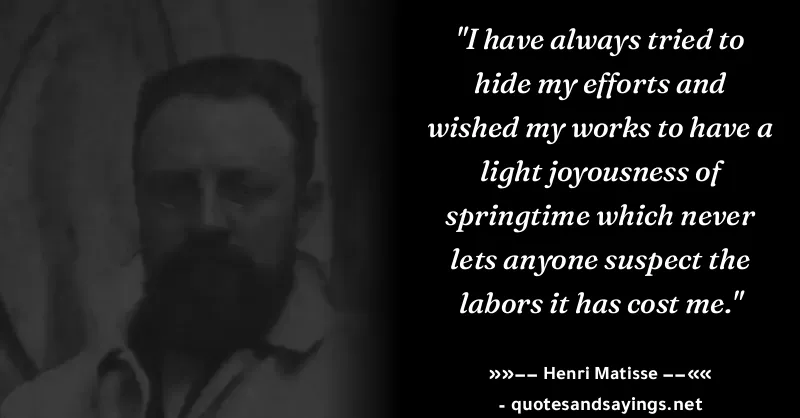 "I have always tried to
hide my efforts and
wished my works to have a
light joyousness of
springtime which never
lets anyone suspect the
labors it has cost me."
»»−− Henri Matisse −−««
- quotesandsayings.net